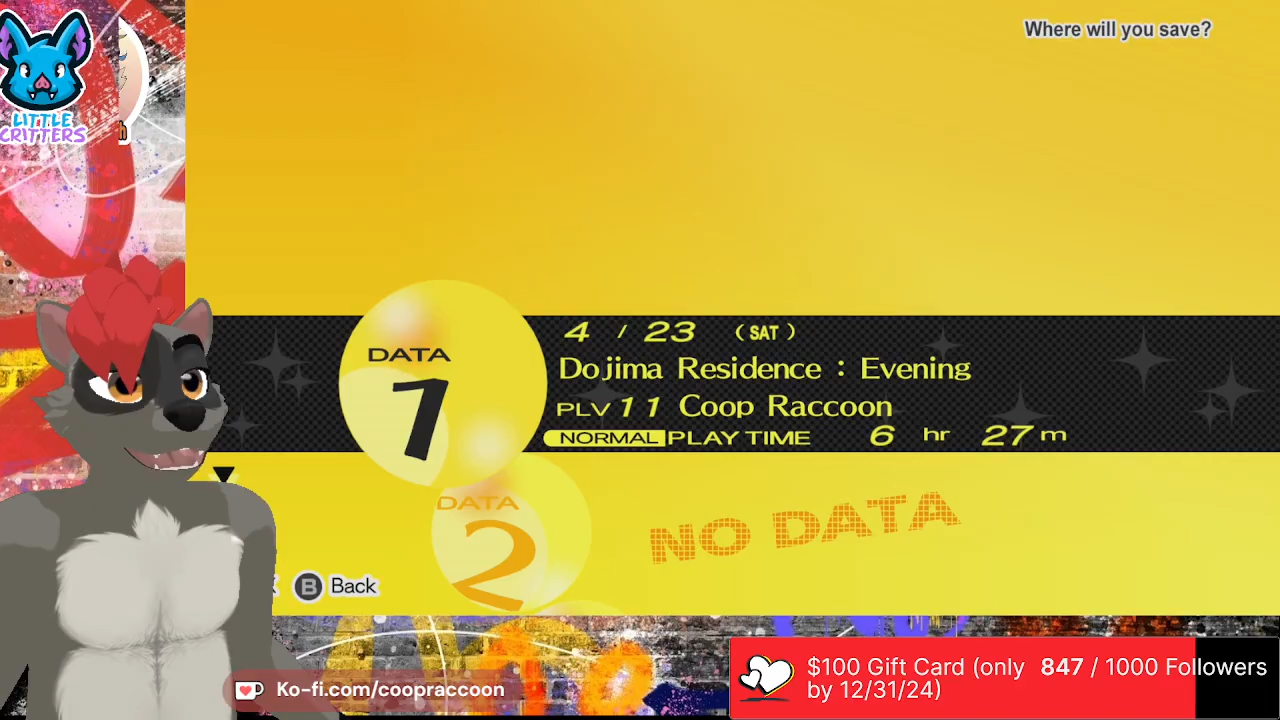 Where will you save?
LITTLE
CRITTERS
4 / 23 (SAT)
DATA
1
Dojima Residence : Evening
PLV 11 Coop Raccoon
NORMAL PLAY TIME 6 hr 27 m
DATA
2
NO DATA
B Back
Ko-fi.com/coopraccoon
$100 Gift Card (only 847 / 1000 Followers
by 12/31/24)